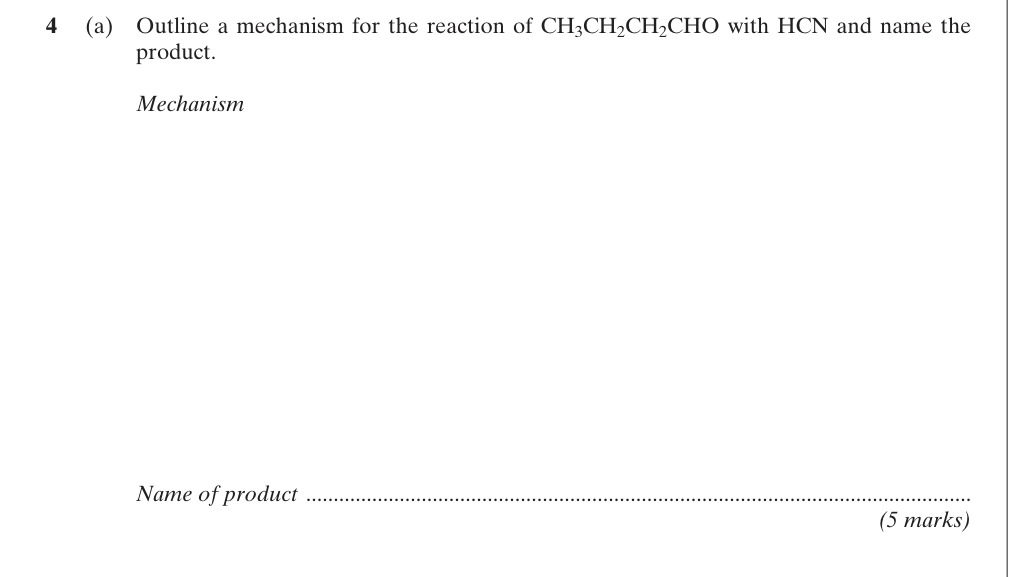 4 (a) Outline a mechanism for the reaction of CH₃CH₂CH₂CHO with HCN and name the
product.
Mechanism
Name of product ........................................................................................................................
(5 marks)